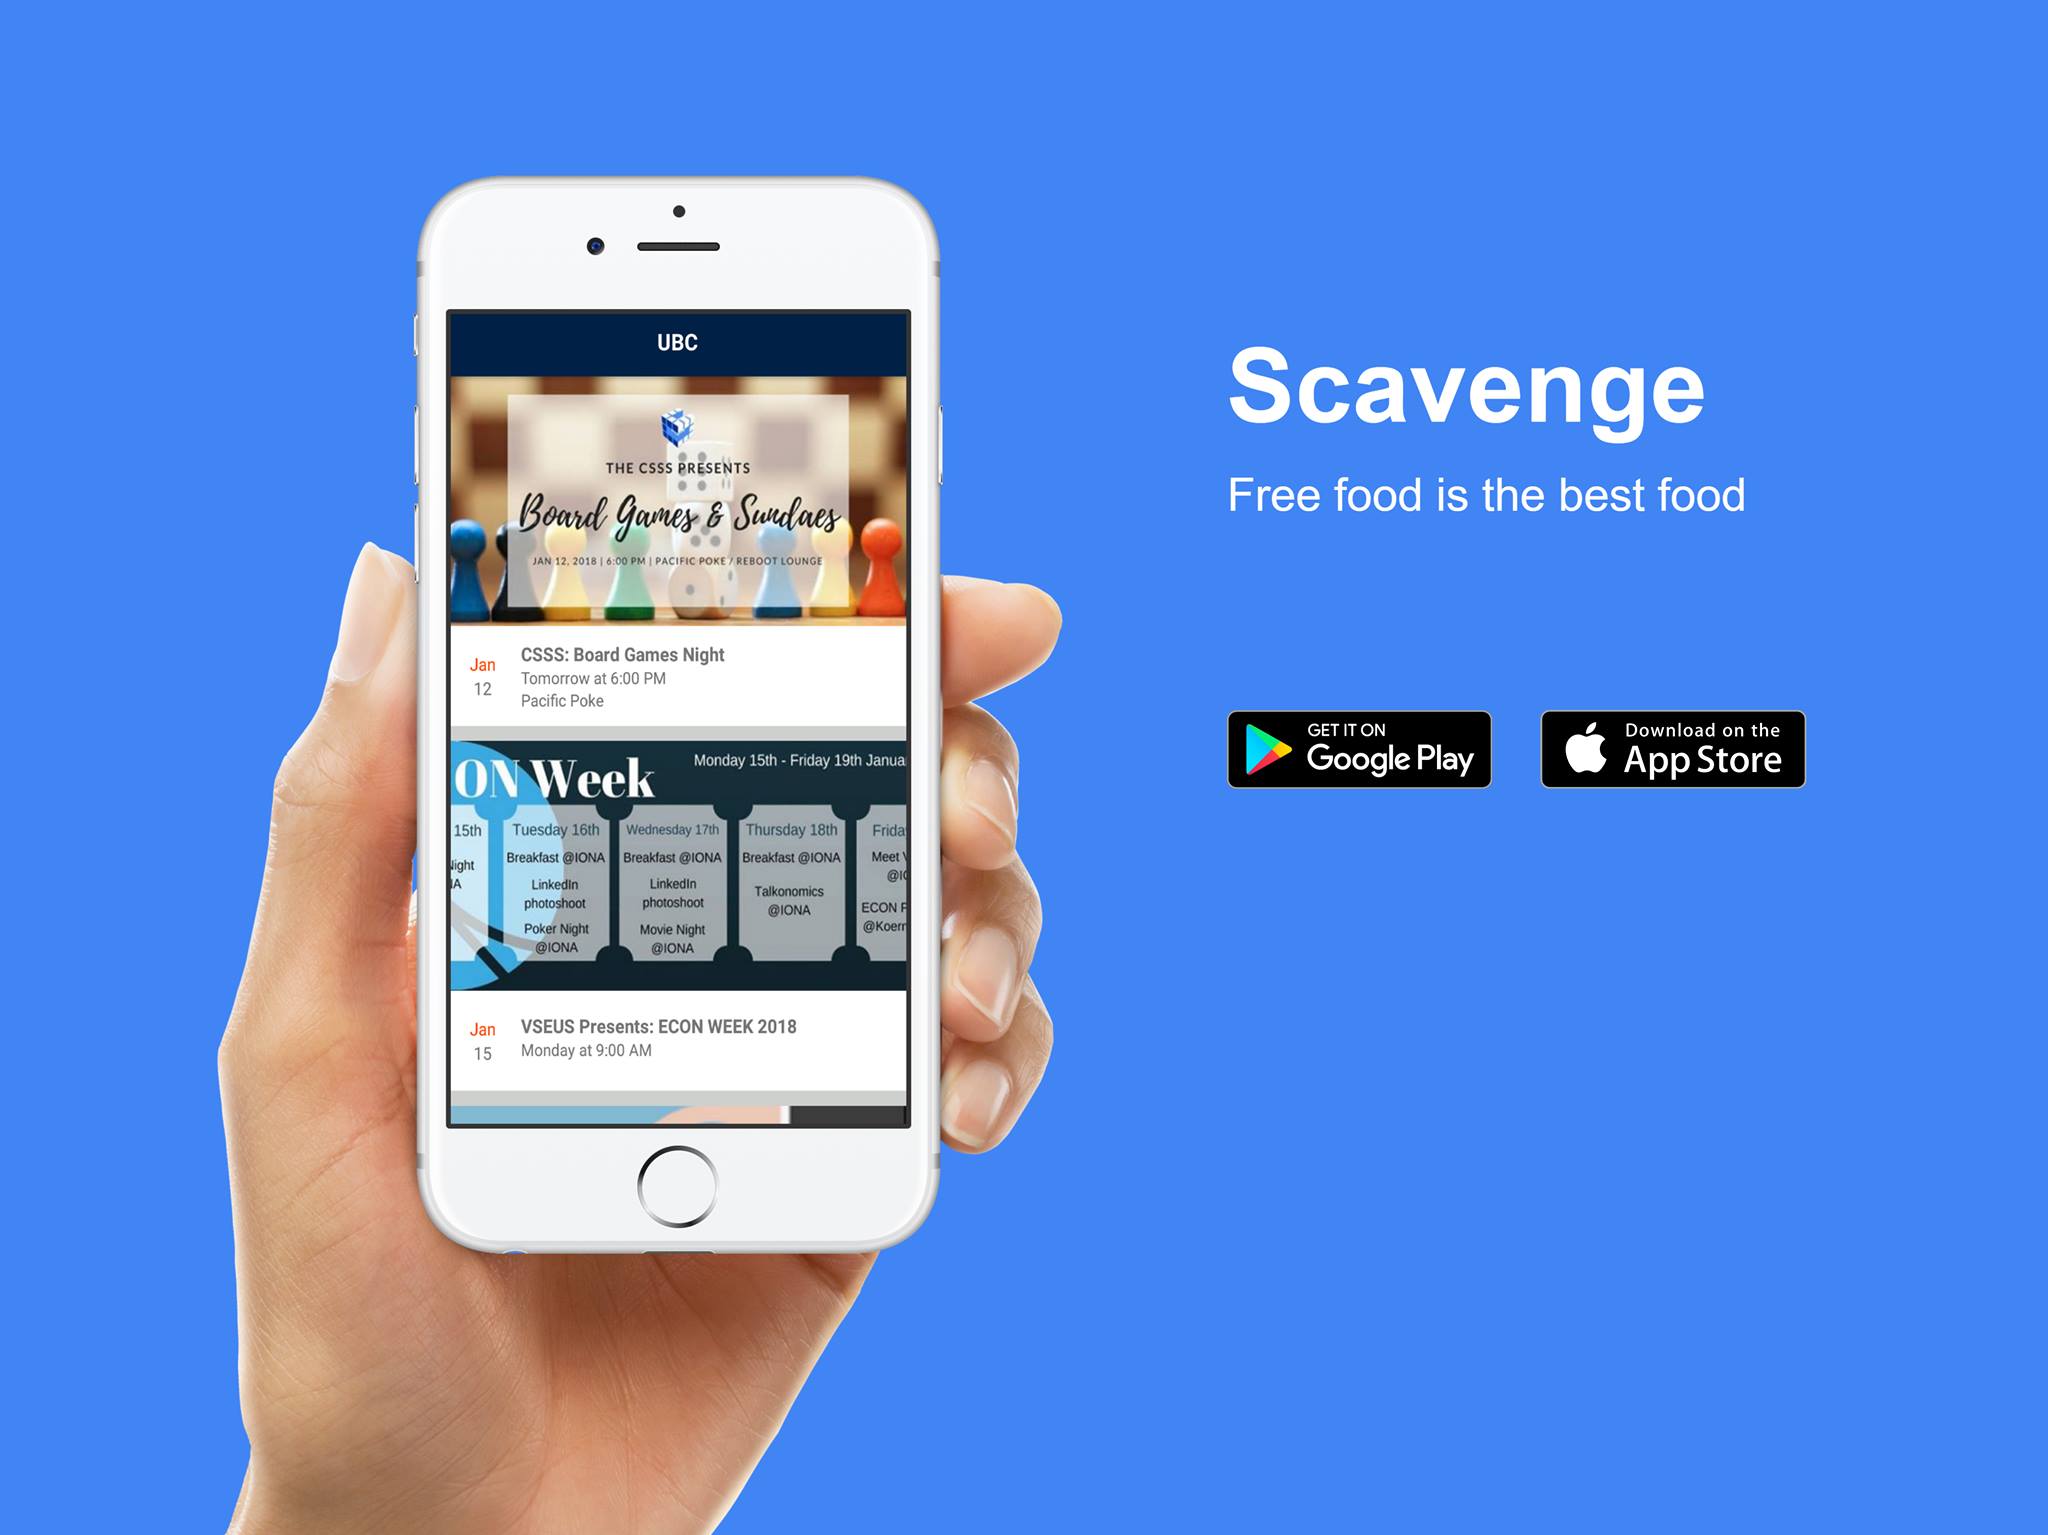 UBC
THE CSSS PRESENTS
Board Games & Sundaes
JAN 12, 2018 | 6:00 PM | PACIFIC POKE / REBOOT LOUNGE
Jan
12
CSSS: Board Games Night
Tomorrow at 6:00 PM
Pacific Poke
ON Week
Monday 15th - Friday 19th Januar
15th
Night
Tuesday 16th
Breakfast @IONA
LinkedIn
photoshoot
Poker Night
@IONA
Wednesday 17th
Breakfast @IONA
LinkedIn
photoshoot
Movie Night
@IONA
Thursday 18th
Breakfast @IONA
Talkonomics
@IONA
Friday
Meet
ECON
@Koern
Jan
15
VSEUS Presents: ECON WEEK 2018
Monday at 9:00 AM
Scavenge
Free food is the best food
GET IT ON
Google Play
Download on the
App Store